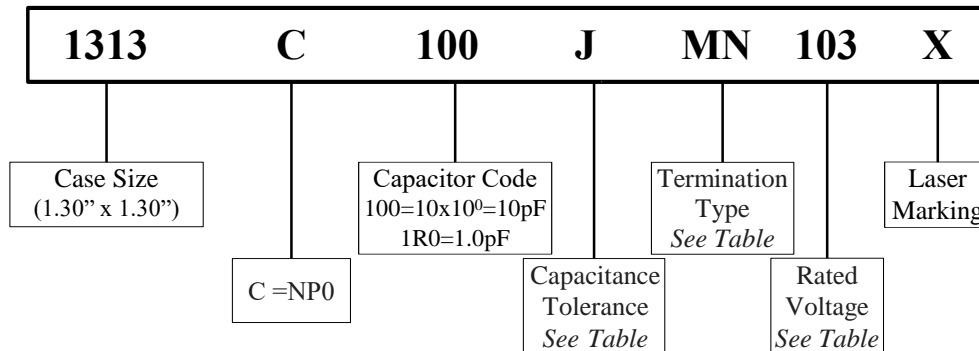 1313 C 100 J MN 103 X
Case Size
(1.30” x 1.30”)
C =NP0
Capacitor Code
100=10x10⁰=10pF
1R0=1.0pF
Capacitance
Tolerance
See Table
Termination
Type
See Table
Rated
Voltage
See Table
Laser
Marking